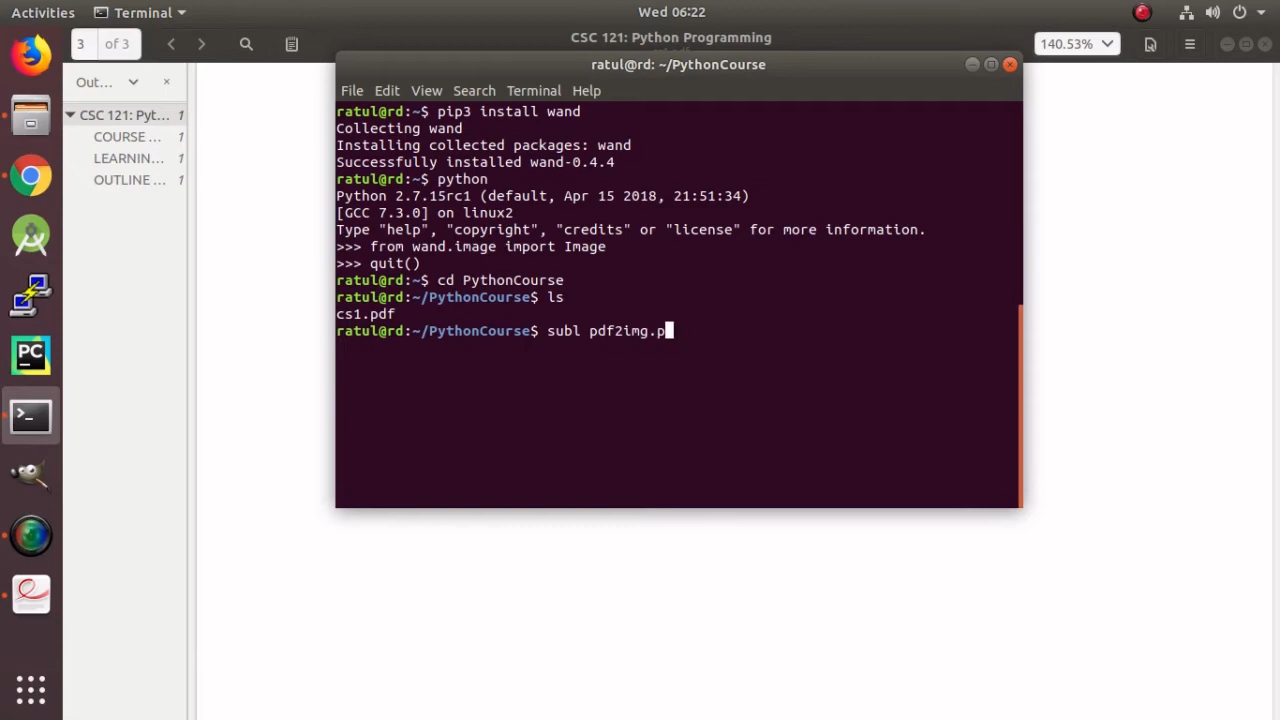 Activities
Terminal
Wed 06:22
3 of 3
CSC 121: Python Programming
140.53%
Out...
CSC 121: Pyt... 1
COURSE ... 1
LEARNIN... 1
OUTLINE ... 1
ratul@rd: ~/PythonCourse
File Edit View Search Terminal Help
ratul@rd:~$ pip3 install wand
Collecting wand
Installing collected packages: wand
Successfully installed wand-0.4.4
ratul@rd:~$ python
Python 2.7.15rc1 (default, Apr 15 2018, 21:51:34)
[GCC 7.3.0] on linux2
Type "help", "copyright", "credits" or "license" for more information.
>>> from wand.image import Image
>>> quit()
ratul@rd:~$ cd PythonCourse
ratul@rd:~/PythonCourse$ ls
cs1.pdf
ratul@rd:~/PythonCourse$ subl pdf2img.p
PC
>_